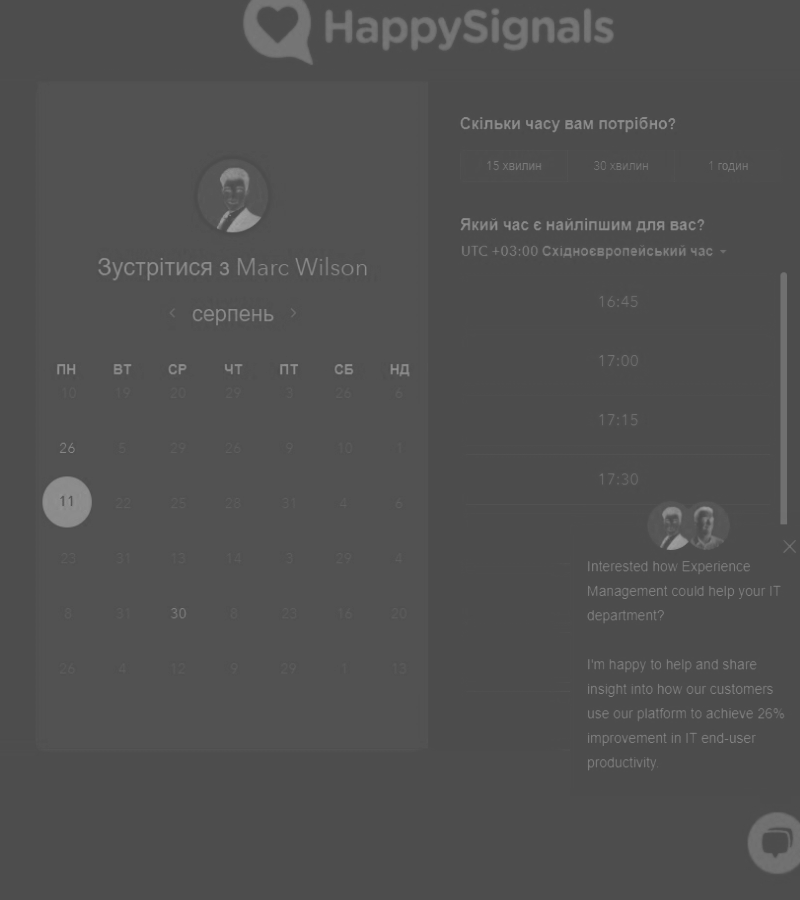 HappySignals
Зустрітися з Marc Wilson
серпень
ПН ВТ СР ЧТ ПТ СБ НД
10 19 20 29 3 26 6
26 5 29 26 9 10 1
11 22 25 28 31 4 6
23 31 13 14 3 29 4
8 31 30 8 23 16 20
26 4 12 9 29 1 13
Скільки часу вам потрібно?
15 хвилин 30 хвилин 1 годин
Який час є найліпшим для вас?
UTC +03:00 Східноєвропейський час
16:45
17:00
17:15
17:30
Interested how Experience
Management could help your IT
department?
I'm happy to help and share
insight into how our customers
use our platform to achieve 26%
improvement in IT end-user
productivity.